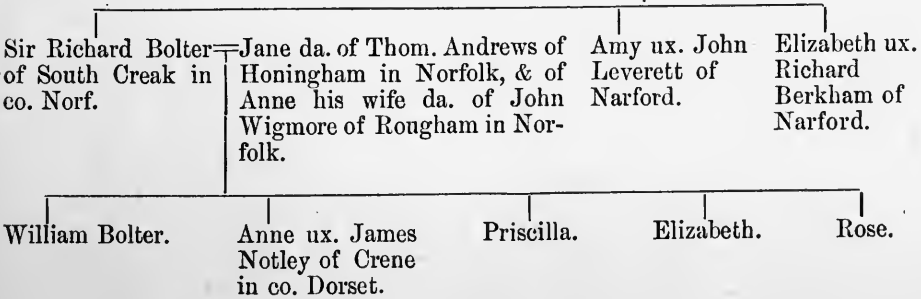 Sir Richard Bolter
of South Creak in
co. Norf.
Jane da. of Thom. Andrews of
Honingham in Norfolk, & of
Anne his wife da. of John
Wigmore of Rougham in Nor-
folk.
Amy ux. John
Leverett of
Narford.
Elizabeth ux.
Richard
Berkham of
Narford.
William Bolter.
Anne ux. James
Notley of Crene
in co. Dorset.
Priscilla.
Elizabeth.
Rose.